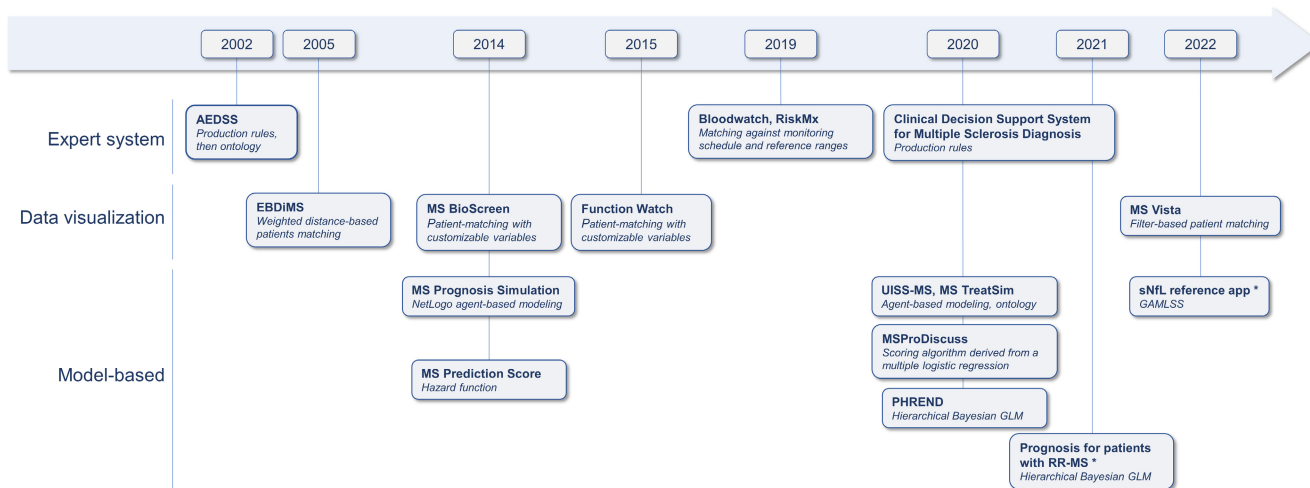 2002
2005
2014
2015
2019
2020
2021
2022
Expert system
AEDSS
Production rules,
then ontology
Bloodwatch, RiskMx
Matching against monitoring
schedule and reference ranges
Clinical Decision Support System
for Multiple Sclerosis Diagnosis
Production rules
Data visualization
EBDiMS
Weighted distance-based
patients matching
MS BioScreen
Patient-matching with
customizable variables
Function Watch
Patient-matching with
customizable variables
MS Vista
Filter-based patient matching
Model-based
MS Prognosis Simulation
NetLogo agent-based modeling
MS Prediction Score
Hazard function
UISS-MS, MS TreatSim
Agent-based modeling, ontology
MSProDiscuss
Scoring algorithm derived from a
multiple logistic regression
PHREND
Hierarchical Bayesian GLM
Prognosis for patients
with RR-MS *
Hierarchical Bayesian GLM
sNfL reference app *
GAMLSS